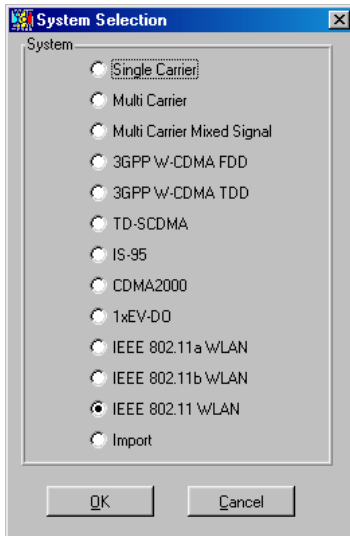 System Selection
System
Single Carrier
Multi Carrier
Multi Carrier Mixed Signal
3GPP W-CDMA FDD
3GPP W-CDMA TDD
TD-SCDMA
IS-95
CDMA2000
1xEV-DO
IEEE 802.11a WLAN
IEEE 802.11b WLAN
IEEE 802.11 WLAN
Import
OK Cancel